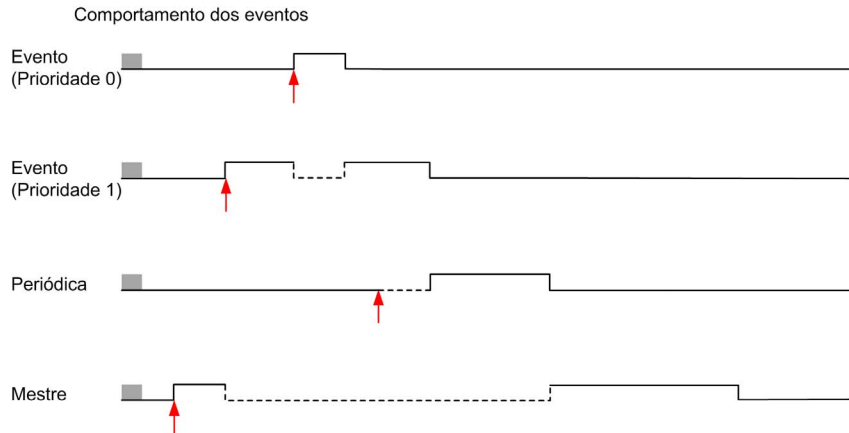 Comportamento dos eventos
Evento
(Prioridade 0)
Evento
(Prioridade 1)
Periódica
Mestre